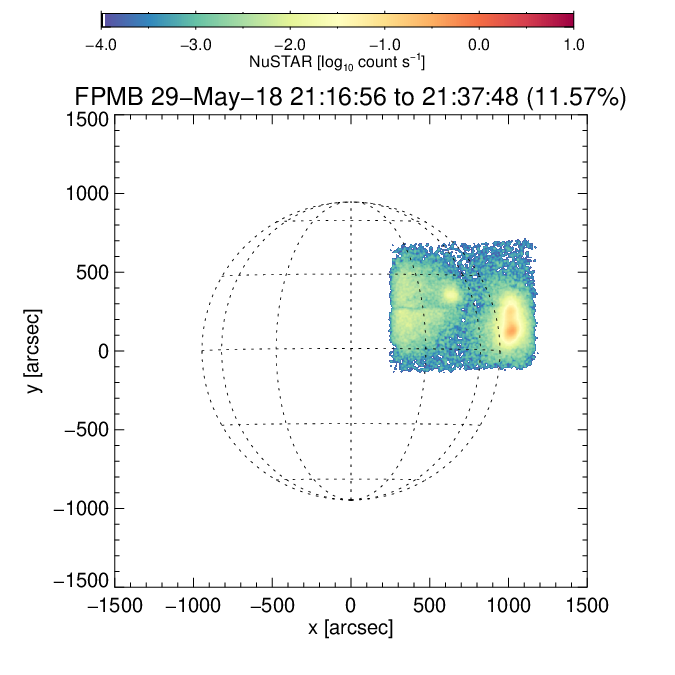 −4.0 −3.0 −2.0 −1.0 0.0 1.0
NuSTAR [log₁₀ count s⁻¹]
FPMB 29−May−18 21:16:56 to 21:37:48 (11.57%)
1500
1000
500
0
−500
−1000
−1500
y [arcsec]
−1500 −1000 −500 0 500 1000 1500
x [arcsec]